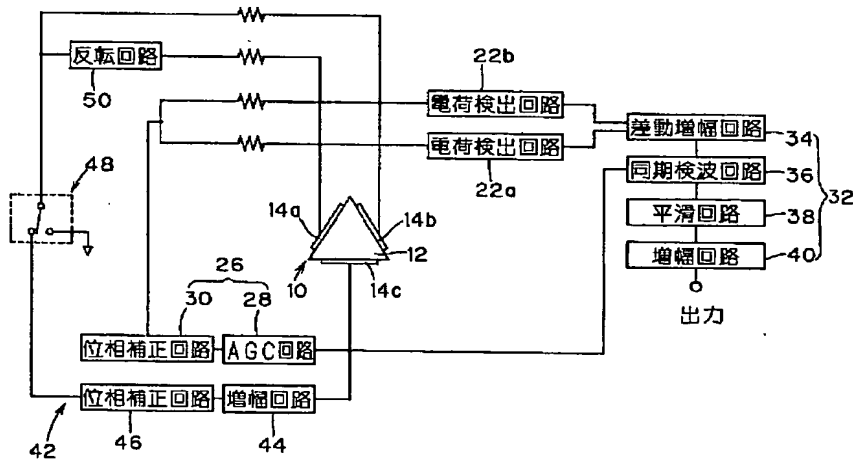 反転回路
50
22b
電荷検出回路
差動増幅回路
34
電荷検出回路
22a
同期検波回路
36
32
48
平滑回路
38
14a
14b
12
増幅回路
40
10
14c
出力
26
30
28
位相補正回路
AGC回路
位相補正回路
増幅回路
42
46
44